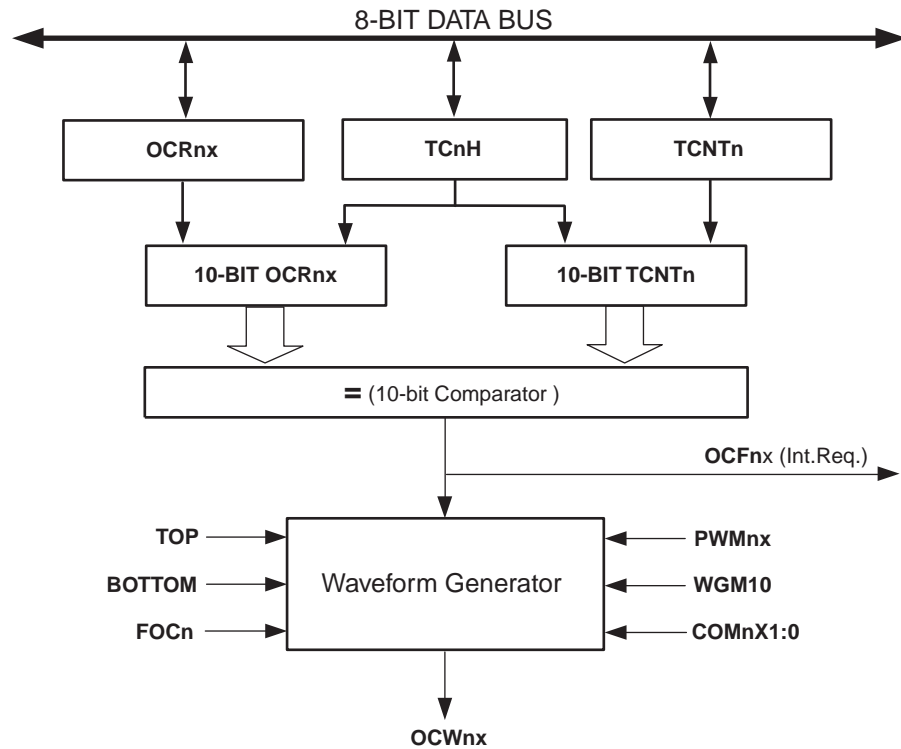 8-BIT DATA BUS
OCRnx
TCnH
TCNTn
10-BIT OCRnx
10-BIT TCNTn
= (10-bit Comparator )
OCFnx (Int.Req.)
TOP
PWMnx
BOTTOM
Waveform Generator
WGM10
FOCn
COMnX1:0
OCWnx